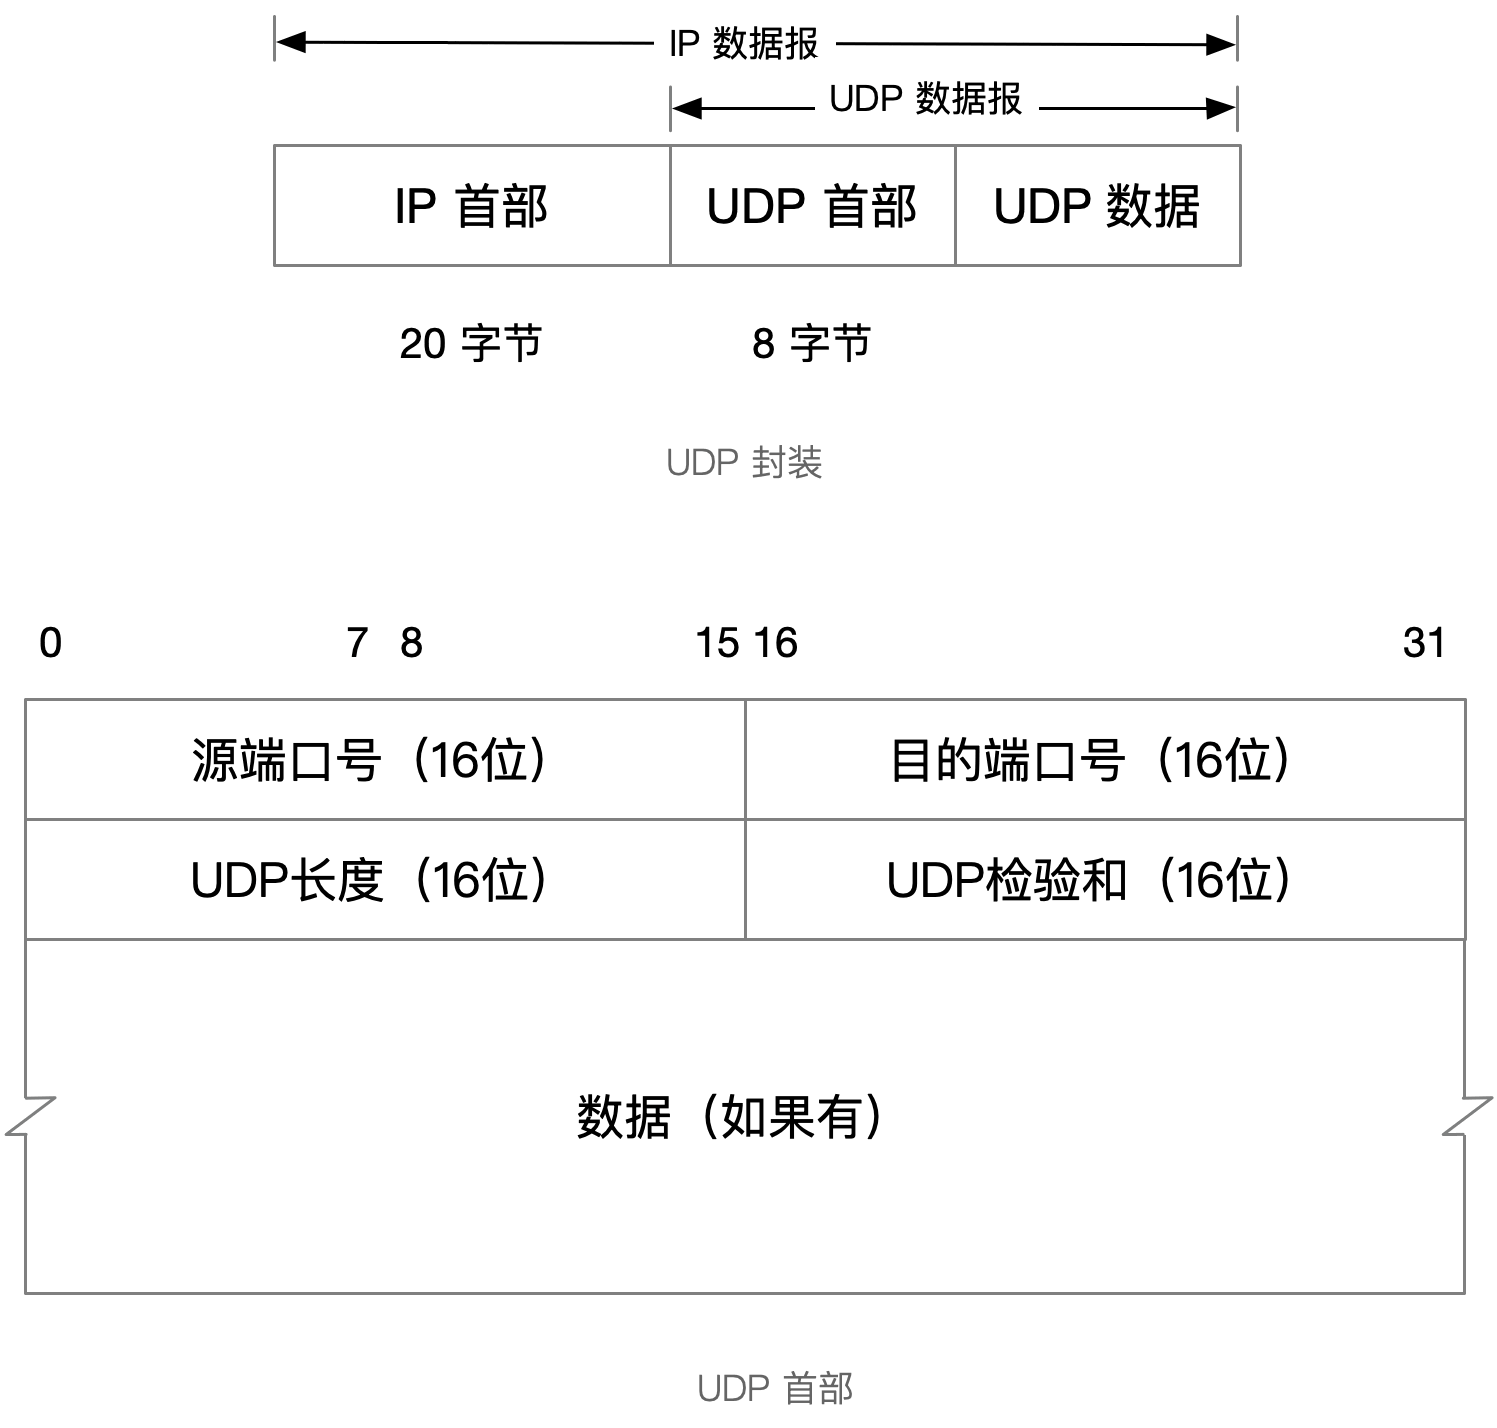 IP 数据报
UDP 数据报
IP 首部 UDP 首部 UDP 数据
20 字节 8 字节
UDP 封装
0 7 8 15 16 31
源端口号（16位） 目的端口号（16位）
UDP长度（16位） UDP检验和（16位）
数据（如果有）
UDP 首部